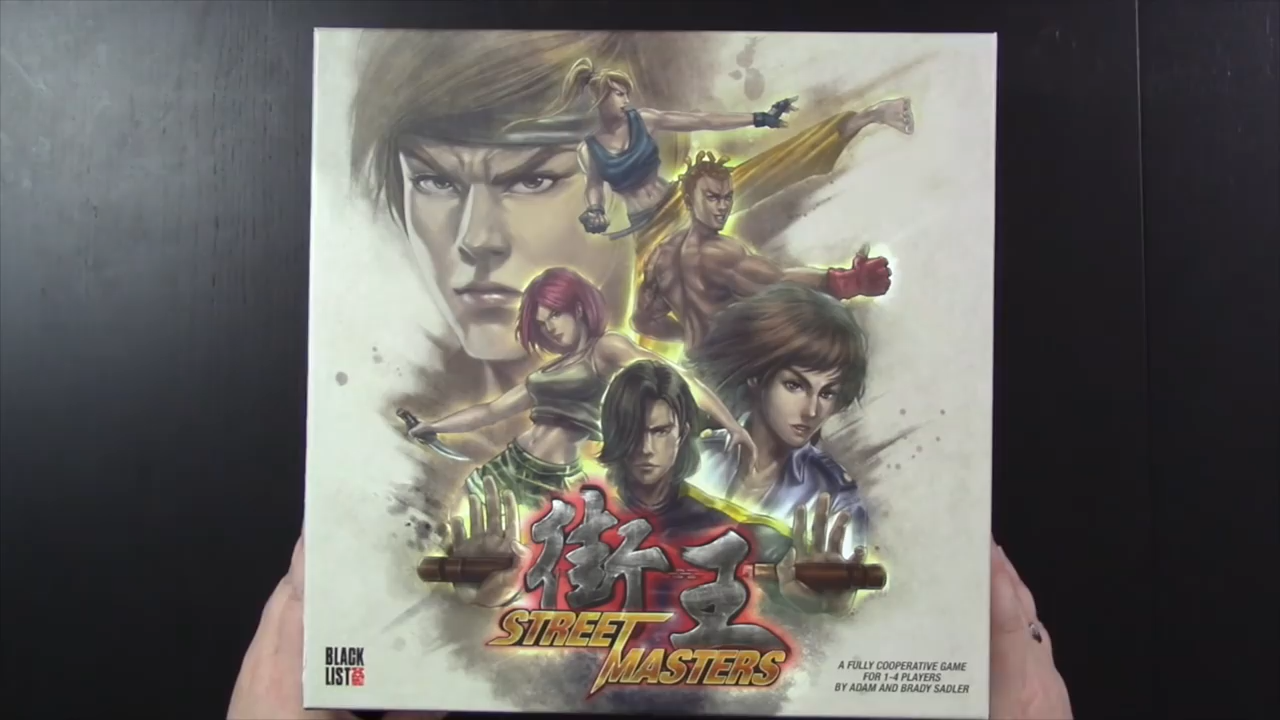 街王
STREET
MASTERS
BLACK
LIST
A FULLY COOPERATIVE GAME
FOR 1-4 PLAYERS
BY ADAM AND BRADY SADLER